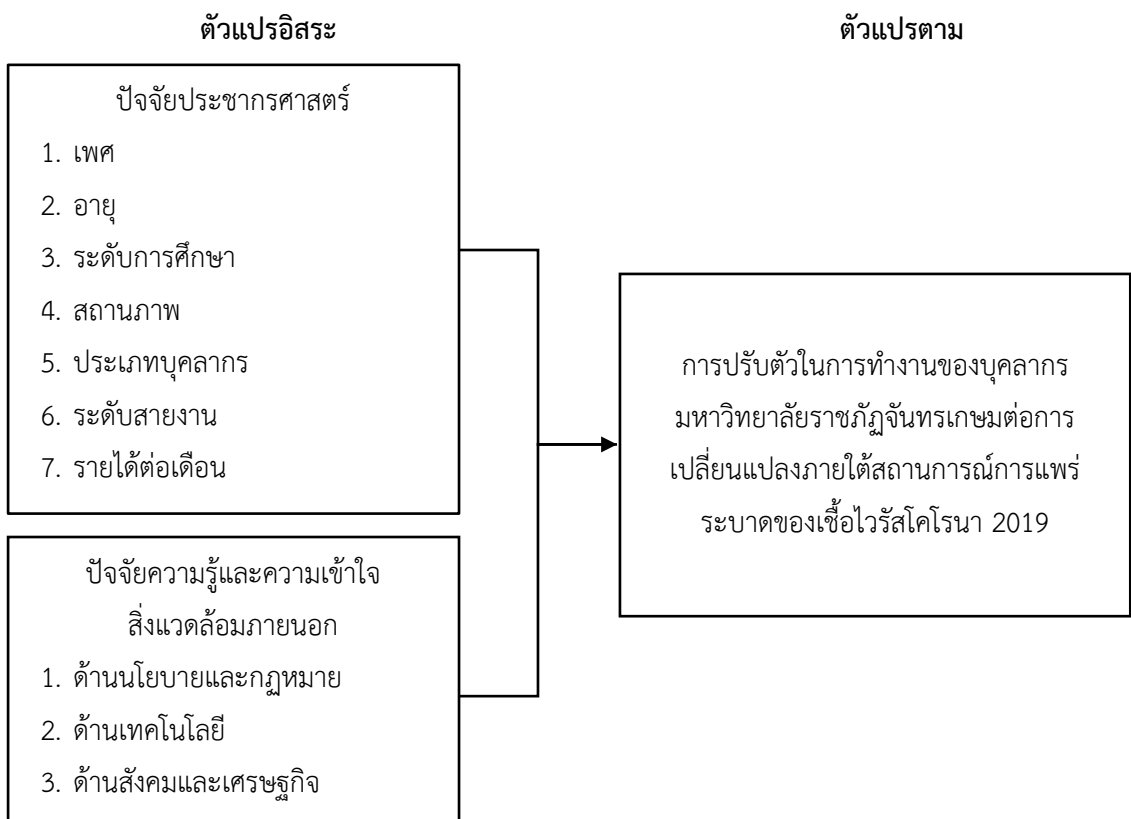 ตัวแปรอิสระ
ตัวแปรตาม
ปัจจัยประชากรศาสตร์
1. เพศ
2. อายุ
3. ระดับการศึกษา
4. สถานภาพ
5. ประเภทบุคลากร
6. ระดับสายงาน
7. รายได้ต่อเดือน
ปัจจัยความรู้และความเข้าใจ
สิ่งแวดล้อมภายนอก
1. ด้านนโยบายและกฎหมาย
2. ด้านเทคโนโลยี
3. ด้านสังคมและเศรษฐกิจ
การปรับตัวในการทำงานของบุคลากร
มหาวิทยาลัยราชภัฏจันทรเกษมต่อการ
เปลี่ยนแปลงภายใต้สถานการณ์การแพร่
ระบาดของเชื้อไวรัสโคโรนา 2019